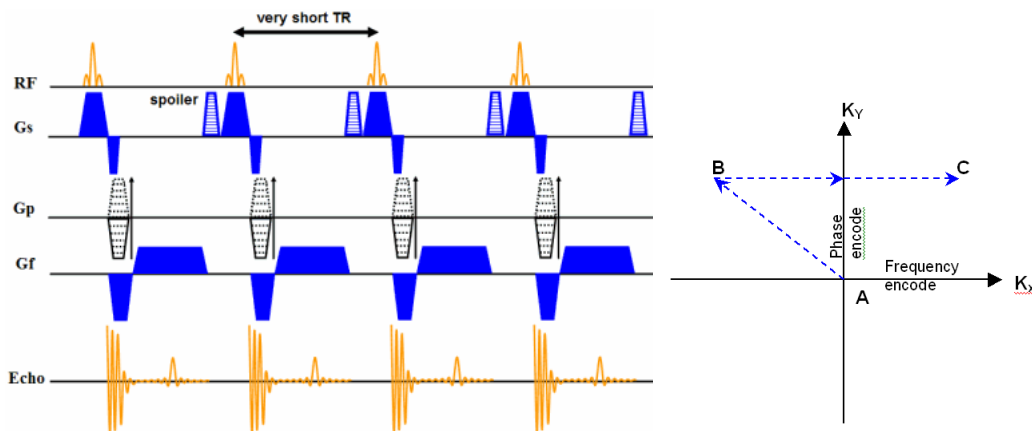 very short TR
RF
spoiler
Gs
Gp
Gf
Echo
KY
B
C
Phase
encode
Frequency
encode
A
Kx